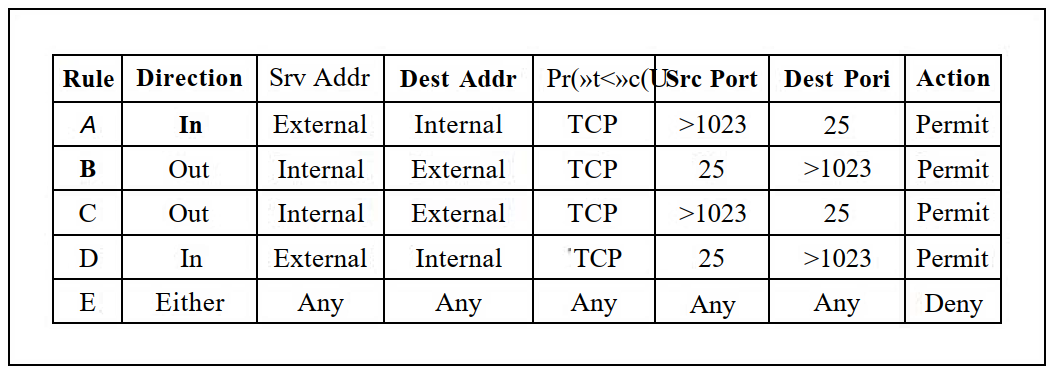 Rule Direction Srv Addr Dest Addr Pr(»t<»c(U Src Port Dest Pori Action
A In External Internal TCP >1023 25 Permit
B Out Internal External TCP 25 >1023 Permit
C Out Internal External TCP >1023 25 Permit
D In External Internal "TCP 25 >1023 Permit
E Either Any Any Any Any Any Deny